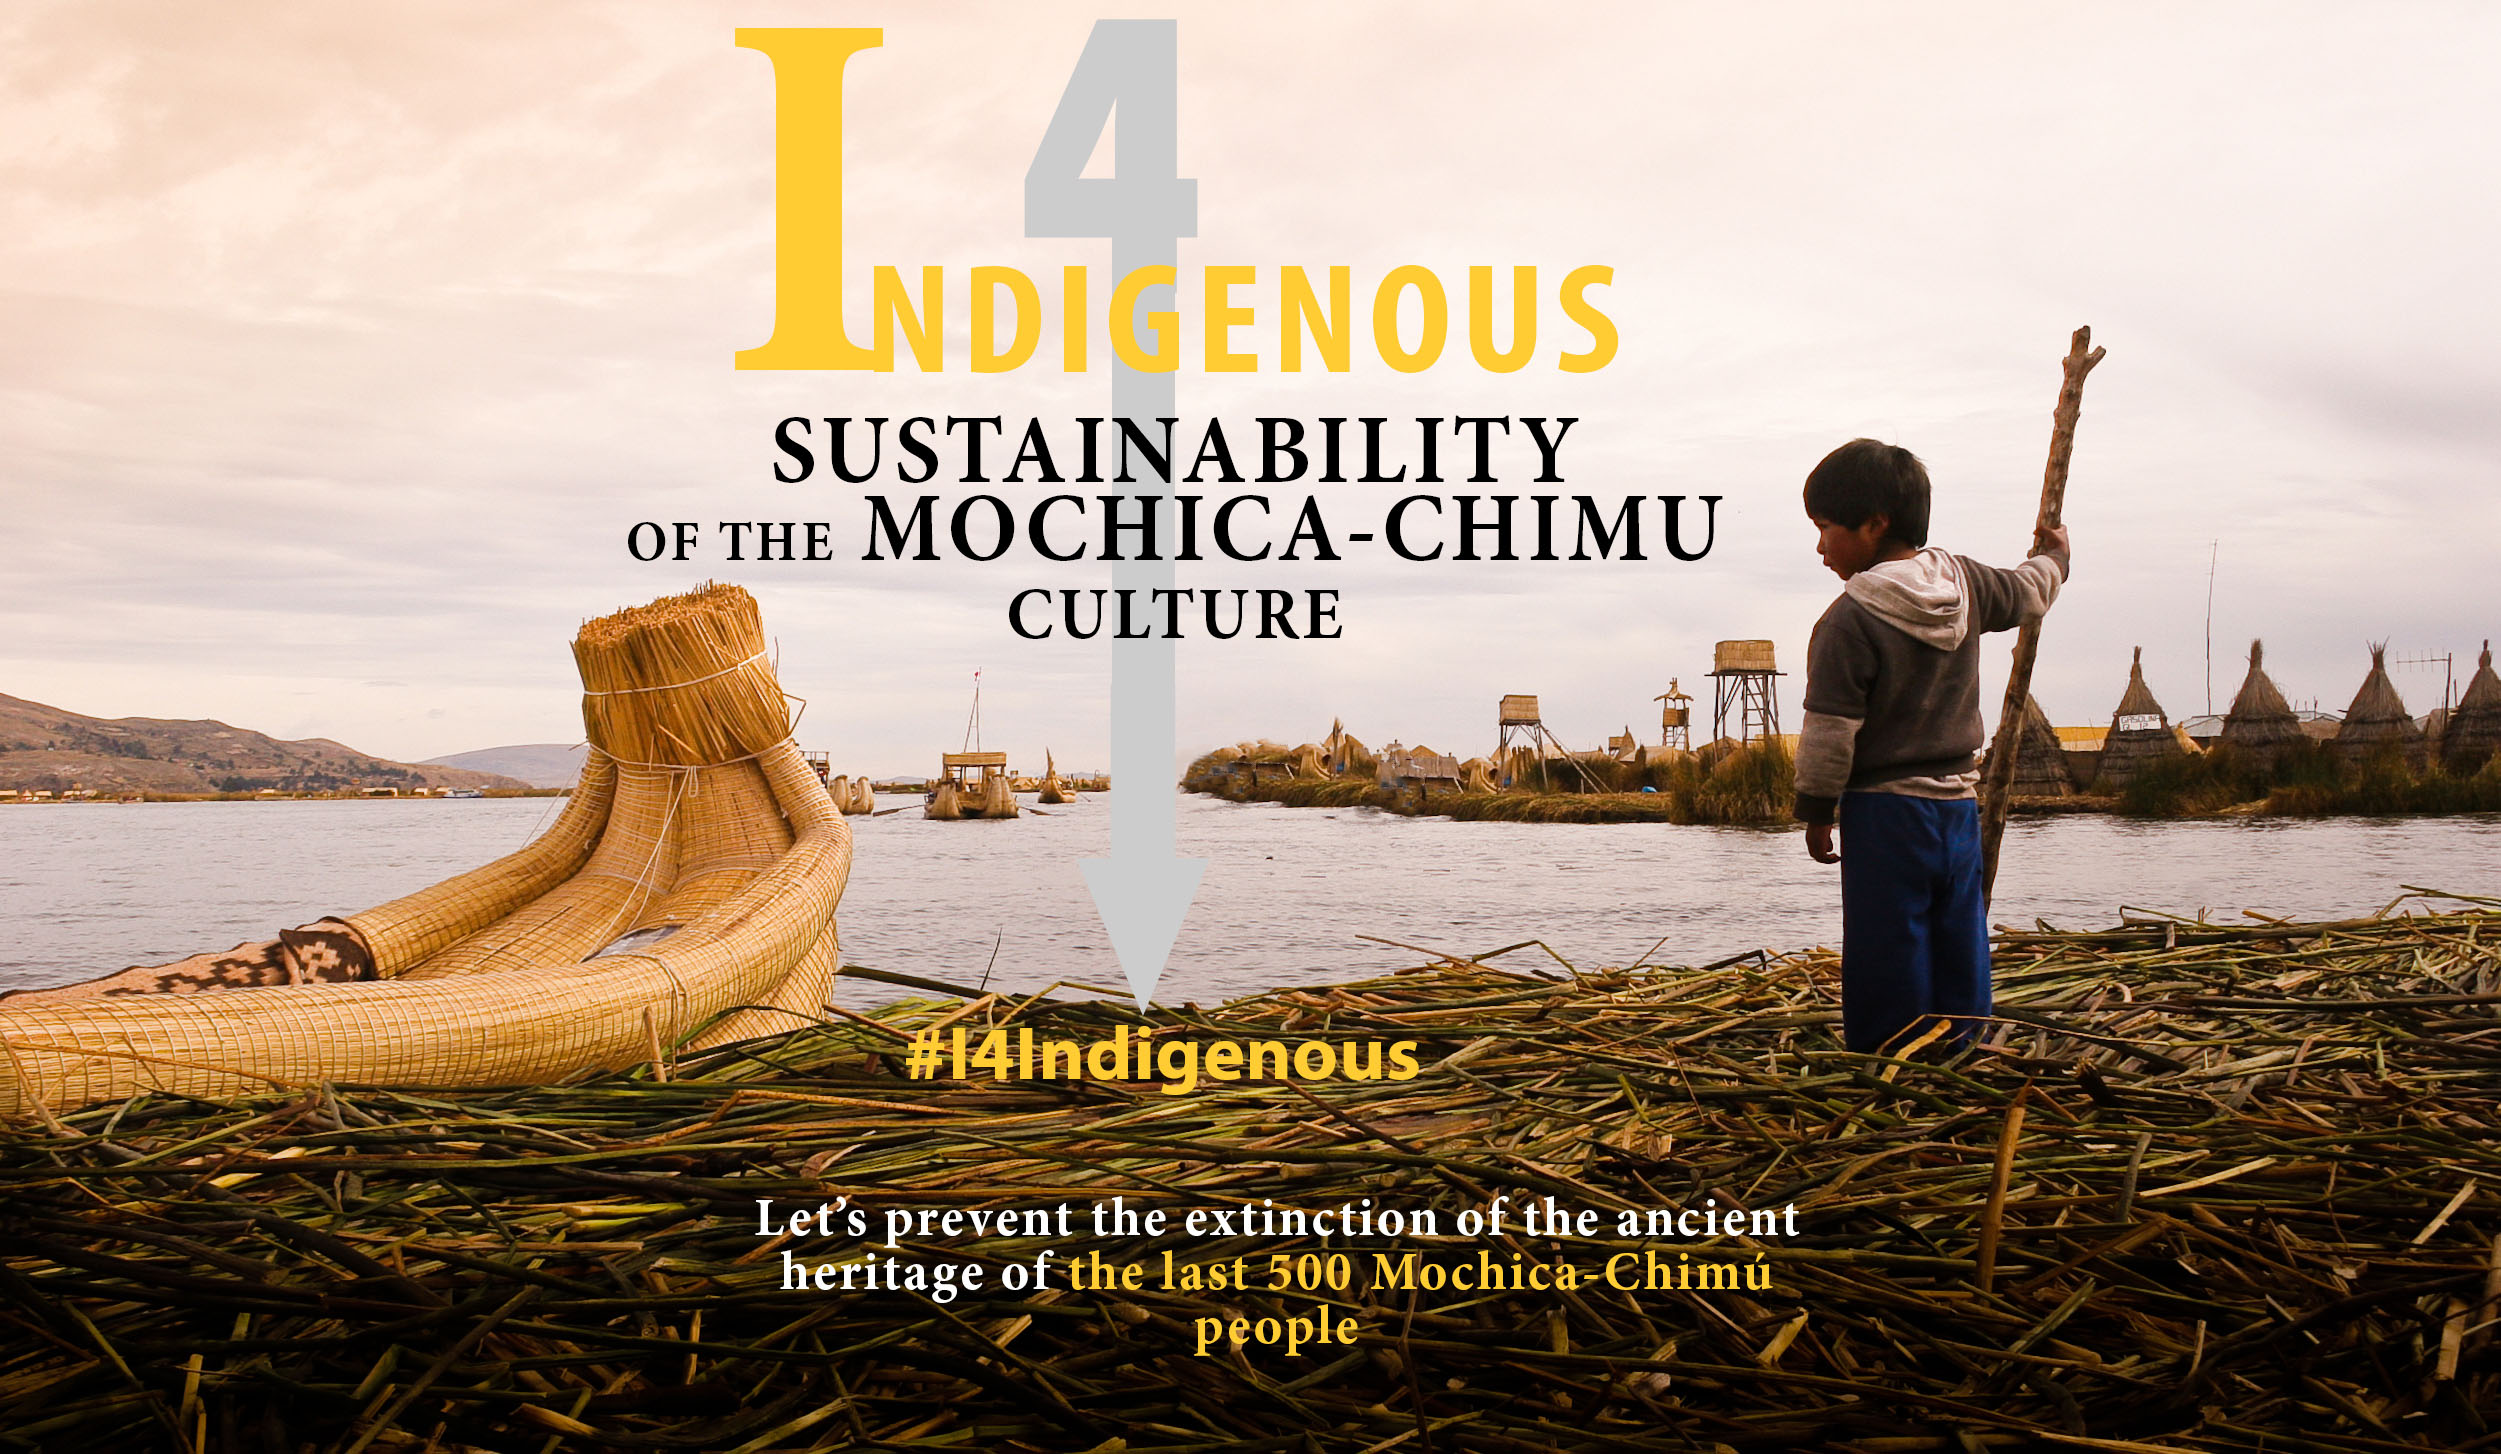 I4
INDIGENOUS
SUSTAINABILITY
OF THE MOCHICA-CHIMU
CULTURE
GASOLINA
#I4Indigenous
Let's prevent the extinction of the ancient
heritage of the last 500 Mochica-Chimú
people